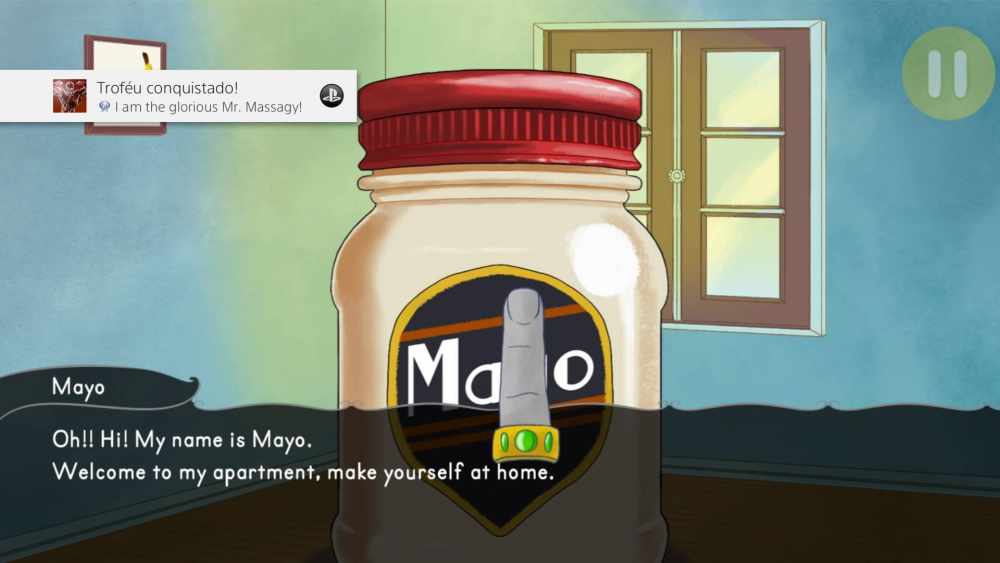 Troféu conquistado!
I am the glorious Mr. Massagy!
Mayo
Mayo
Oh!! Hi! My name is Mayo.
Welcome to my apartment, make yourself at home.